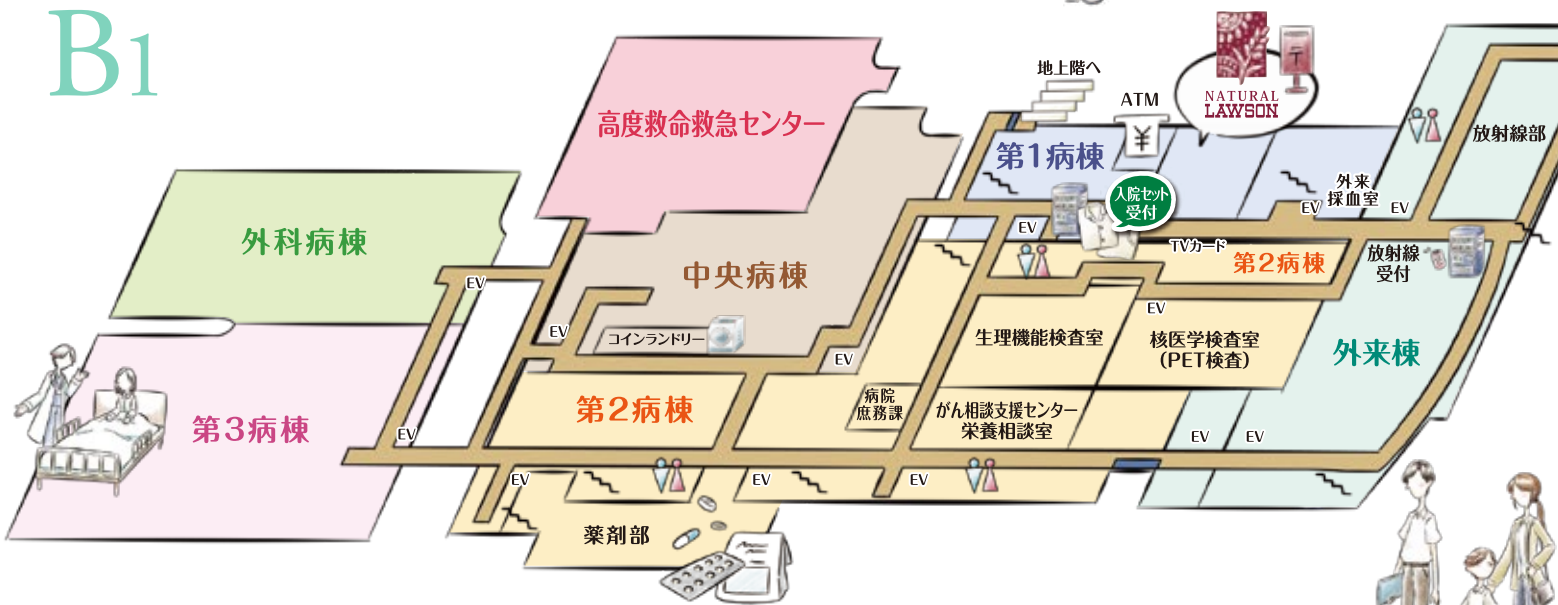 B1
地上階へ
ATM
¥
NATURAL
LAWSON
〒
高度救命救急センター
第1病棟
放射線部
入院セット
受付
外来
採血室
EV
EV
EV
外科病棟
中央病棟
TVカード
第2病棟
放射線
受付
EV
EV
EV
コインランドリー
EV
生理機能検査室
核医学検査室
(PET検査)
外来棟
第3病棟
第2病棟
病院
庶務課
がん相談支援センター
栄養相談室
EV
EV
EV
EV
EV
EV
薬剤部